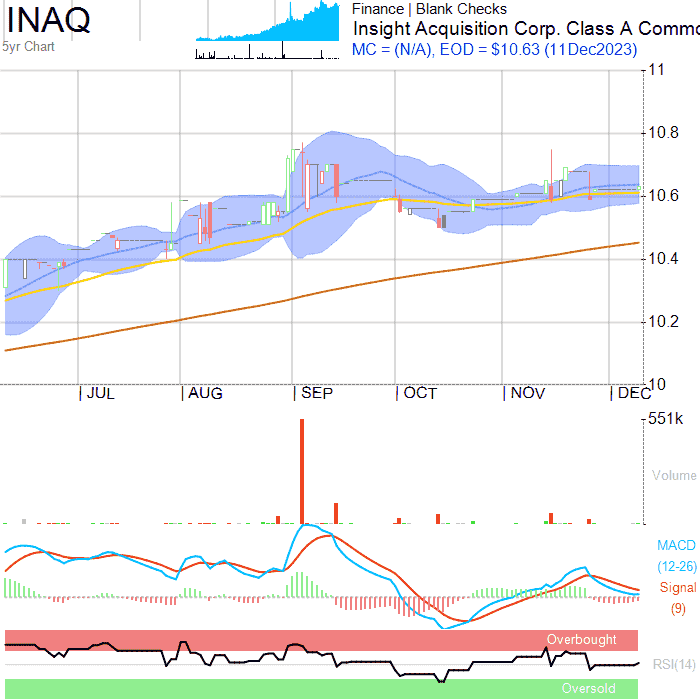 INAQ
5yr Chart
Finance | Blank Checks
Insight Acquisition Corp. Class A Commo
MC = (N/A), EOD = $10.63 (11Dec2023)
11
10.8
10.6
10.4
10.2
10
JUL
AUG
SEP
OCT
NOV
DEC
551k
Volume
MACD
(12-26)
Signal
(9)
Overbought
RSI(14)
Oversold